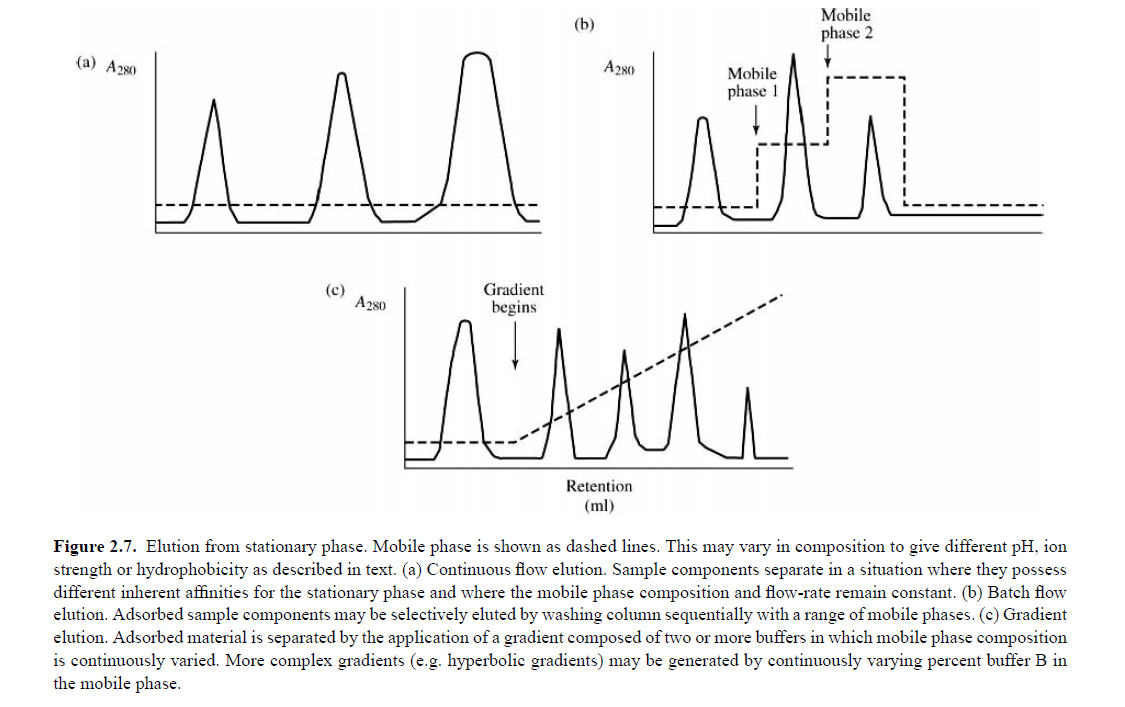 (a) A280
(b)
A280
Mobile
phase 1
Mobile
phase 2
(c)
A280
Gradient
begins
Retention
(ml)
Figure 2.7. Elution from stationary phase. Mobile phase is shown as dashed lines. This may vary in composition to give different pH, ion
strength or hydrophobicity as described in text. (a) Continuous flow elution. Sample components separate in a situation where they possess
different inherent affinities for the stationary phase and where the mobile phase composition and flow-rate remain constant. (b) Batch flow
elution. Adsorbed sample components may be selectively eluted by washing column sequentially with a range of mobile phases. (c) Gradient
elution. Adsorbed material is separated by the application of a gradient composed of two or more buffers in which mobile phase composition
is continuously varied. More complex gradients (e.g. hyperbolic gradients) may be generated by continuously varying percent buffer B in
the mobile phase.